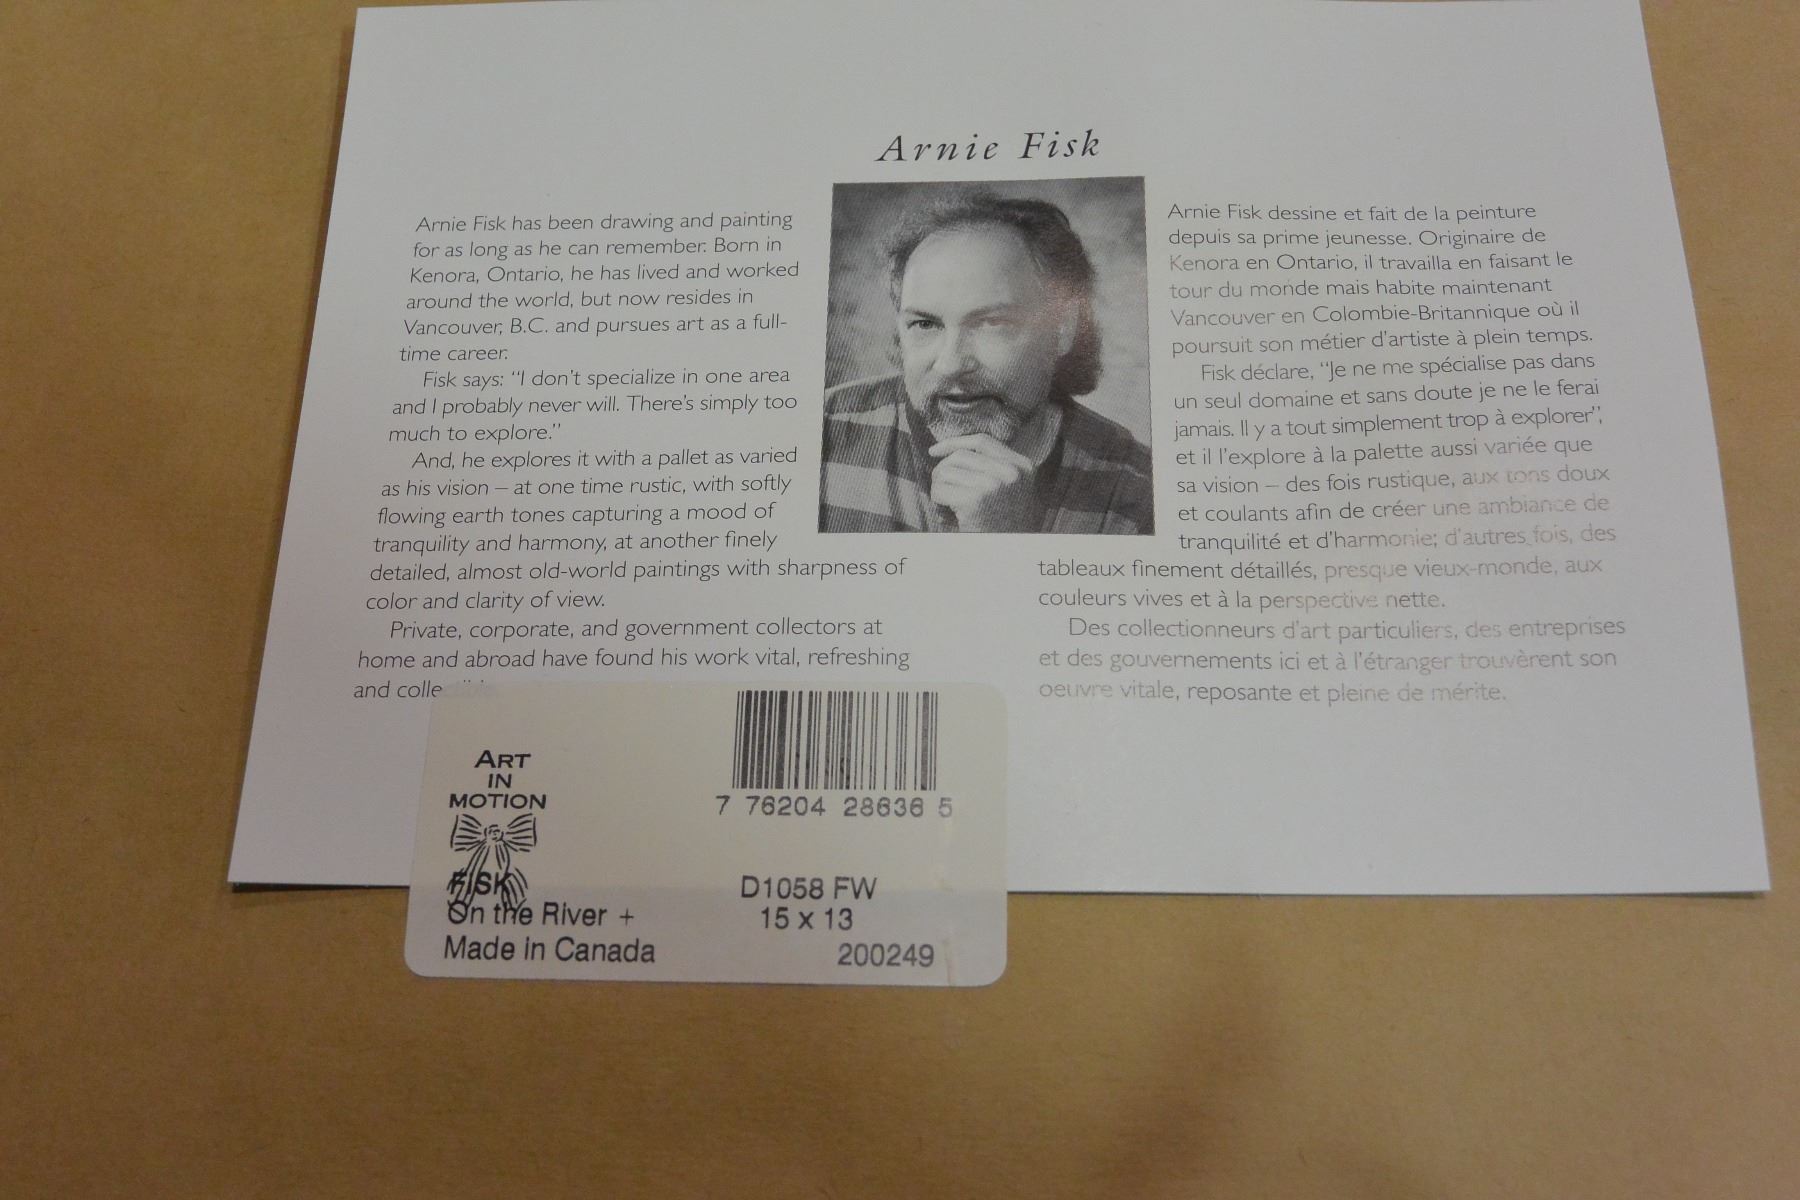 Arnie Fisk
Arnie Fisk has been drawing and painting
for as long as he can remember. Born in
Kenora, Ontario, he has lived and worked
around the world, but now resides in
Vancouver, B.C. and pursues art as a full-
time career.
Fisk says: “I don't specialize in one area
and I probably never will. There's simply too
much to explore.”
And, he explores it with a pallet as varied
as his vision – at one time rustic, with softly
flowing earth tones capturing a mood of
tranquility and harmony, at another finely
detailed, almost old-world paintings with sharpness of
color and clarity of view.
Private, corporate, and government collectors at
home and abroad have found his work vital, refreshing
and colle
Arnie Fisk dessine et fait de la peinture
depuis sa prime jeunesse. Originaire de
Kenora en Ontario, il travailla en faisant le
tour du monde mais habite maintenant
Vancouver en Colombie-Britannique où il
poursuit son métier d'artiste à plein temps.
Fisk déclare, “Je ne me spécialise pas dans
un seul domaine et sans doute je ne le ferai
jamais. Il y a tout simplement trop à explorer”,
et il l'explore à la palette aussi variée que
sa vision – des fois rustique, aux tons doux
et coulants afin de créer une ambiance de
tranquilité et d'harmonie; d'autres fois, des
tableaux finement détaillés, presque vieux-monde, aux
couleurs vives et à la perspective nette.
Des collectionneurs d'art particuliers, des entreprises
et des gouvernements ici et à l'étranger trouvèrent son
oeuvre vitale, reposante et pleine de mérite.
ART
IN
MOTION
7 76204 28636 5
FISK
On the River +
Made in Canada
D1058 FW
15 x 13
200249